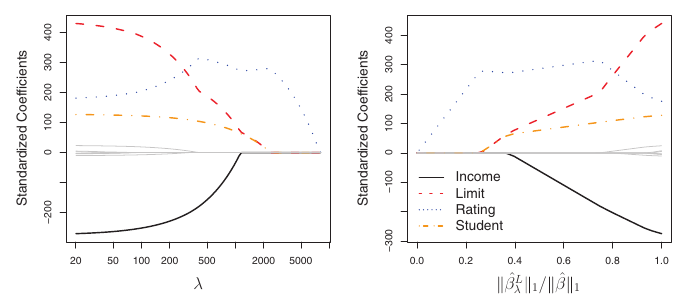 Standardized Coefficients
400
300
200
100
0
−200
20 50 100 200 500 2000 5000
λ
Standardized Coefficients
400
300
200
100
0
−100
−300
Income
Limit
Rating
Student
0.0 0.2 0.4 0.6 0.8 1.0
‖β̂λᴸ‖₁/‖β̂‖₁